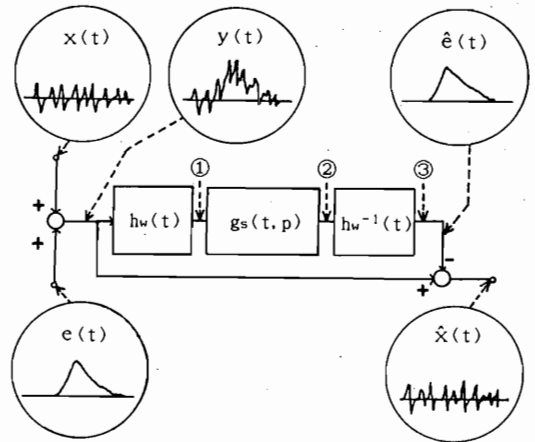 x(t)
y(t)
ê(t)
① ② ③
hw(t)
gs(t,p)
hw⁻¹(t)
+
+
-
+
e(t)
x̂(t)